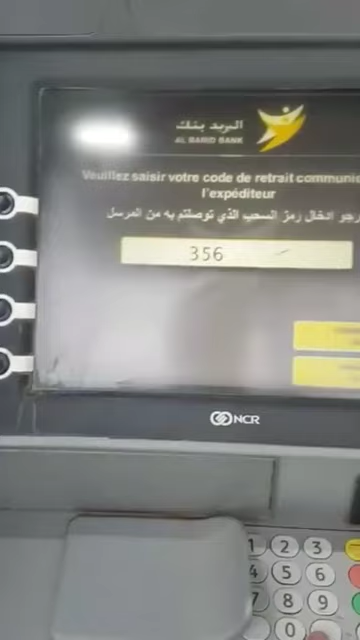 البريد بنك
AL BARID BANK
Veuillez saisir votre code de retrait communi
l'expéditeur
يرجو ادخال رمز السحب الذي توصلتم به من المرسل
356
NCR
1 2 3
4 5 6
7 8 9
0